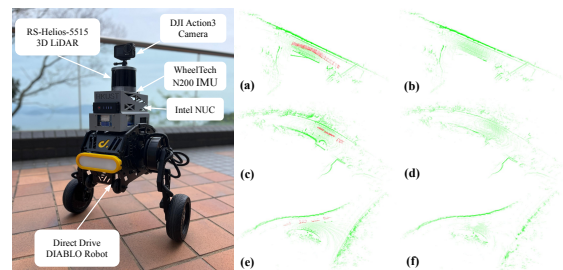 RS-Helios-5515
3D LiDAR
DJI Action3
Camera
WheelTech
N200 IMU
Intel NUC
Direct Drive
DIABLO Robot
(a)
(b)
(c)
(d)
(e)
(f)